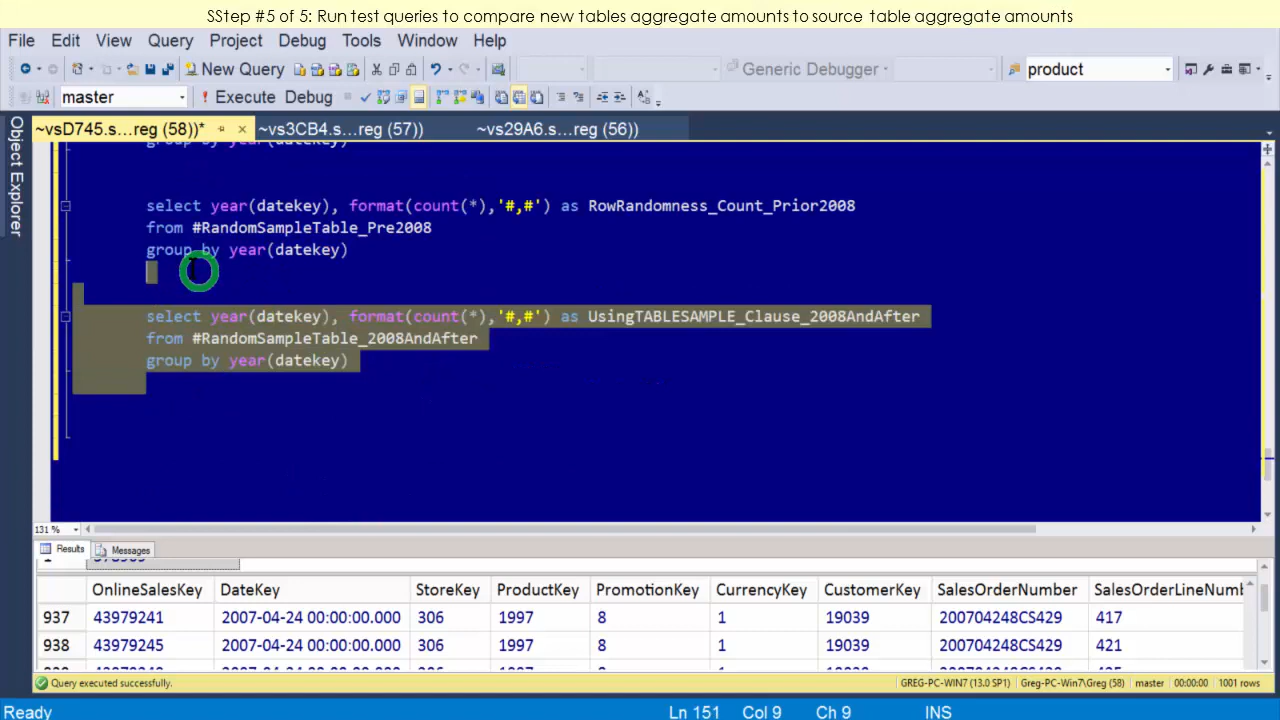 SStep #5 of 5: Run test queries to compare new tables aggregate amounts to source table aggregate amounts
File Edit View Query Project Debug Tools Window Help
New Query Generic Debugger product
master Execute Debug
~vsD745.s...reg (58))* ~vs3CB4.s...reg (57)) ~vs29A6.s...reg (56))
Object Explorer
group by year(datekey)
select year(datekey), format(count(*),'#,#') as RowRandomness_Count_Prior2008
from #RandomSampleTable_Pre2008
group by year(datekey)
select year(datekey), format(count(*),'#,#') as UsingTABLESAMPLE_Clause_2008AndAfter
from #RandomSampleTable_2008AndAfter
group by year(datekey)
131 %
Results Messages
OnlineSalesKey DateKey StoreKey ProductKey PromotionKey CurrencyKey CustomerKey SalesOrderNumber SalesOrderLineNumb
937 43979241 2007-04-24 00:00:00.000 306 1997 8 1 19039 200704248CS429 417
938 43979245 2007-04-24 00:00:00.000 306 1997 8 1 19039 200704248CS429 421
Query executed successfully. GREG-PC-WIN7 (13.0 SP1) Greg-PC-Win7\Greg (58) master 00:00:00 1001 rows
Ready Ln 151 Col 9 Ch 9 INS